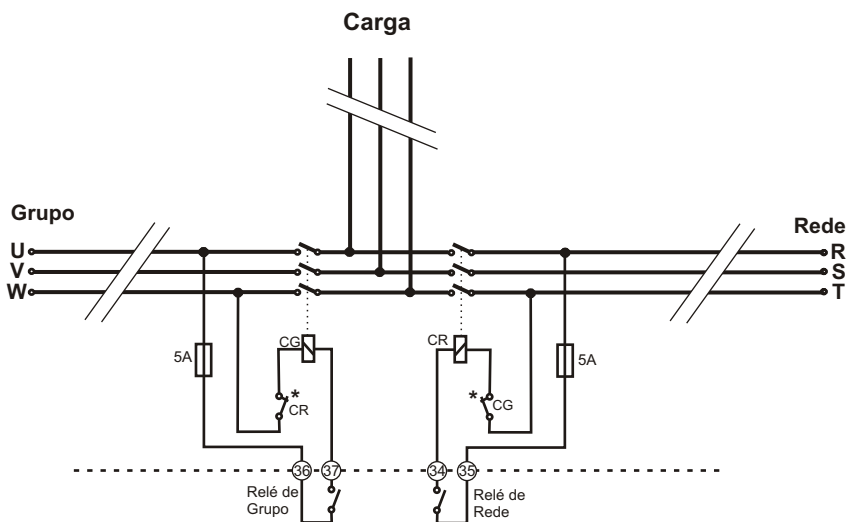 Carga
Grupo
Rede
U
R
V
S
W
T
5A
CG
CR
5A
*
CR
*
CG
36
37
34
35
Relé de
Grupo
Relé de
Rede